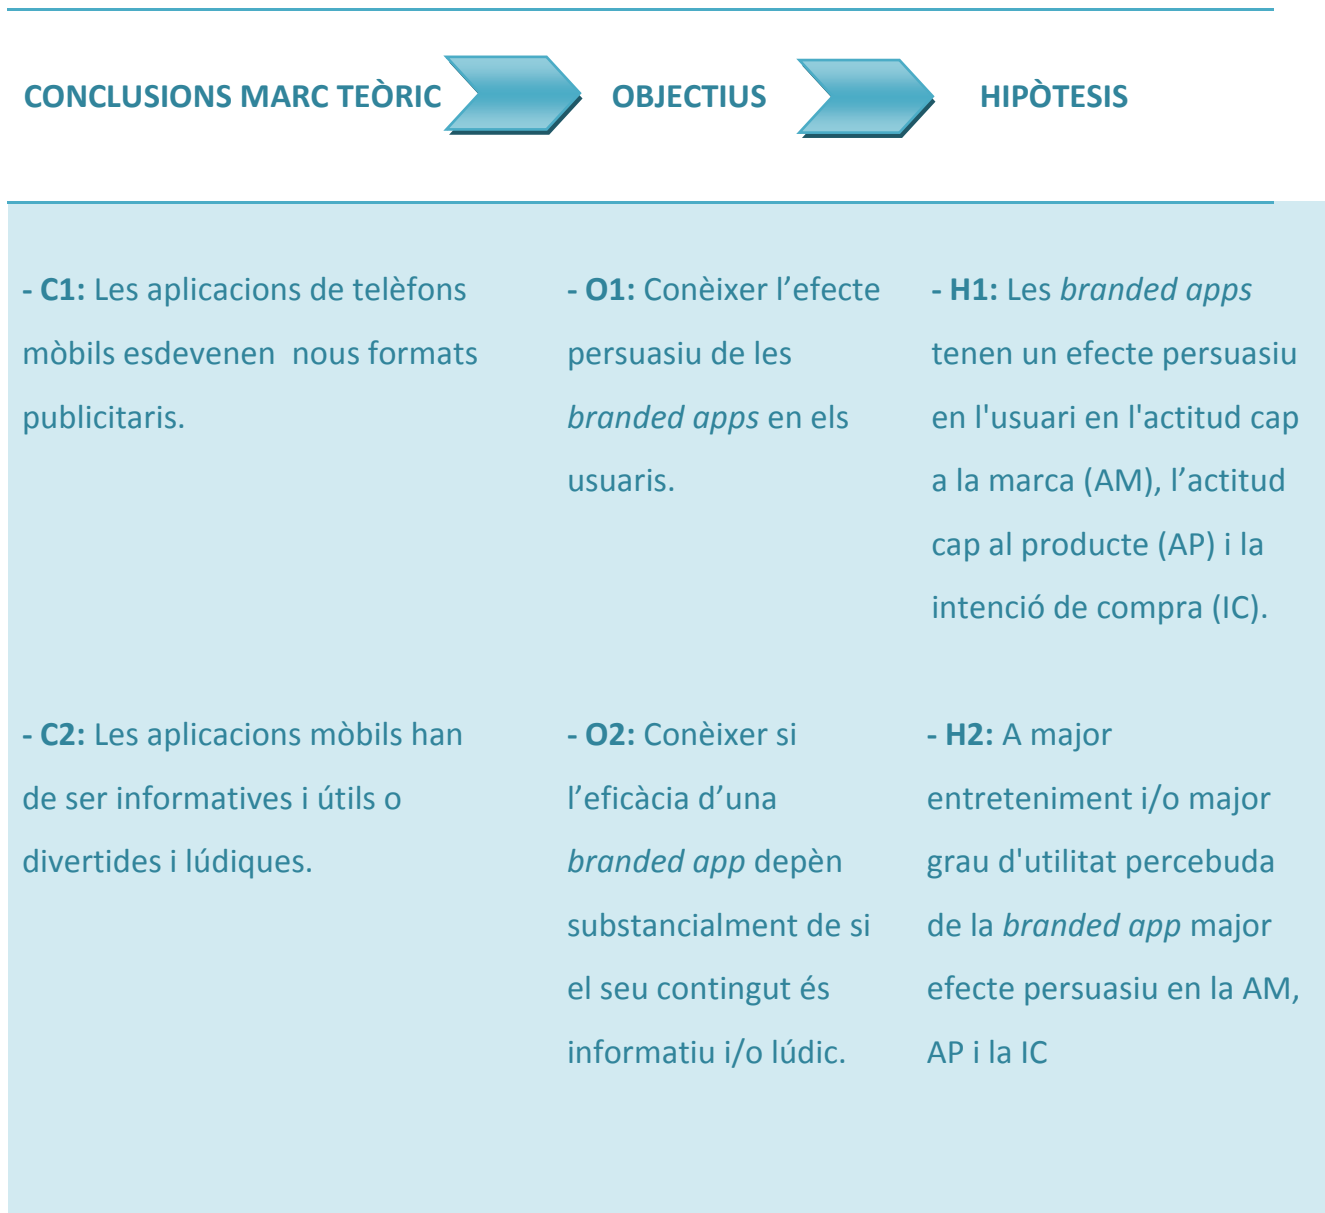 CONCLUSIONS MARC TEÒRIC
OBJECTIUS
HIPÒTESIS
- C1: Les aplicacions de telèfons
mòbils esdevenen  nous formats
publicitaris.
- O1: Conèixer l’efecte
persuasiu de les
branded apps en els
usuaris.
- H1: Les branded apps
tenen un efecte persuasiu
en l'usuari en l'actitud cap
a la marca (AM), l’actitud
cap al producte (AP) i la
intenció de compra (IC).
- C2: Les aplicacions mòbils han
de ser informatives i útils o
divertides i lúdiques.
- O2: Conèixer si
l’eficàcia d’una
branded app depèn
substancialment de si
el seu contingut és
informatiu i/o lúdic.
- H2: A major
entreteniment i/o major
grau d'utilitat percebuda
de la branded app major
efecte persuasiu en la AM,
AP i la IC